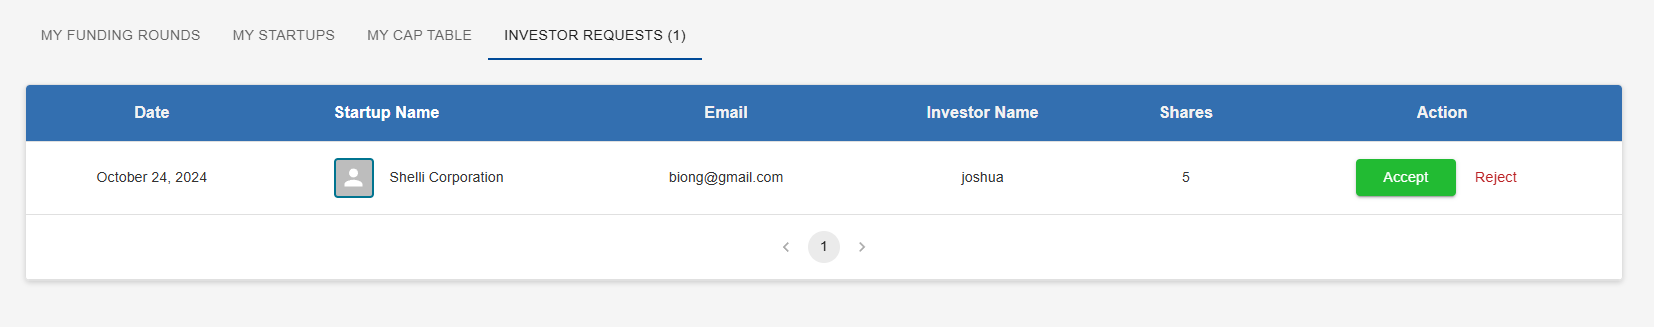 MY FUNDING ROUNDS MY STARTUPS MY CAP TABLE INVESTOR REQUESTS (1)
Date Startup Name Email Investor Name Shares Action
October 24, 2024 Shelli Corporation biong@gmail.com joshua 5 Accept Reject
1